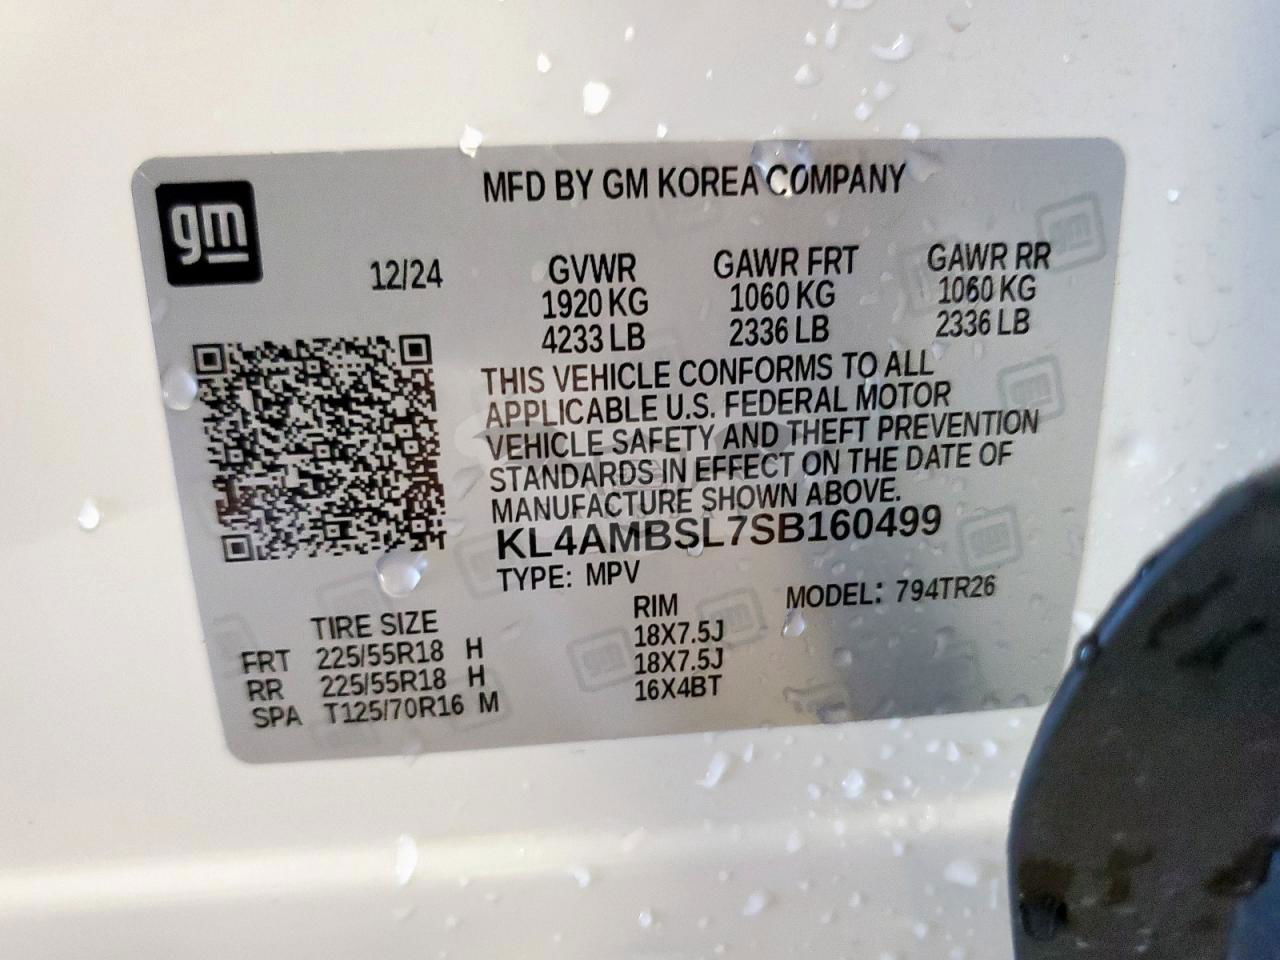 MFD BY GM KOREA COMPANY
gm
12/24
GVWR GAWR FRT GAWR RR
1920 KG 1060 KG 1060 KG
4233 LB 2336 LB 2336 LB
THIS VEHICLE CONFORMS TO ALL
APPLICABLE U.S. FEDERAL MOTOR
VEHICLE SAFETY AND THEFT PREVENTION
STANDARDS IN EFFECT ON THE DATE OF
MANUFACTURE SHOWN ABOVE.
KL4AMBSL7SB160499
TYPE: MPV MODEL: 794TR26
TIRE SIZE RIM
FRT 225/55R18 H 18X7.5J
RR 225/55R18 H 18X7.5J
SPA T125/70R16 M 16X4BT